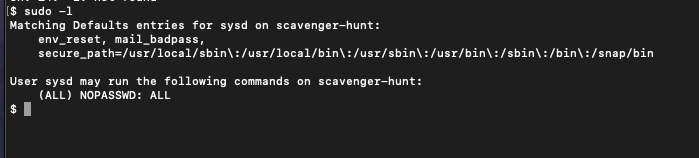 [$ sudo -l
Matching Defaults entries for sysd on scavenger-hunt:
env_reset, mail_badpass,
secure_path=/usr/local/sbin\:/usr/local/bin\:/usr/sbin\:/usr/bin\:/sbin\:/bin\:/snap/bin
User sysd may run the following commands on scavenger-hunt:
(ALL) NOPASSWD: ALL
$